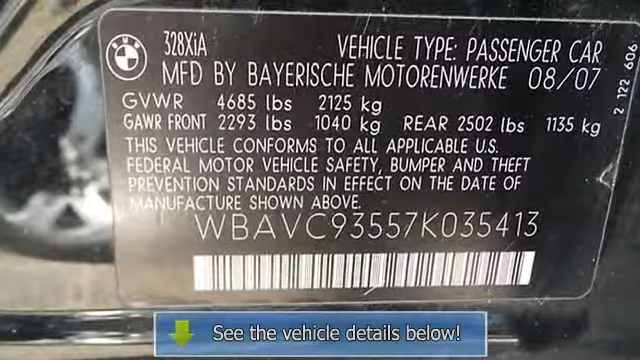 BMW
328XiA
VEHICLE TYPE: PASSENGER CAR
MFD BY BAYERISCHE MOTORENWERKE 08/07
GVWR 4685 lbs 2125 kg
GAWR FRONT 2293 lbs 1040 kg REAR 2502 lbs 1135 kg
THIS VEHICLE CONFORMS TO ALL APPLICABLE U.S.
FEDERAL MOTOR VEHICLE SAFETY, BUMPER AND THEFT
PREVENTION STANDARDS IN EFFECT ON THE DATE OF
MANUFACTURE SHOWN ABOVE.
WBAVC93557K035413
2 122 606
See the vehicle details below!